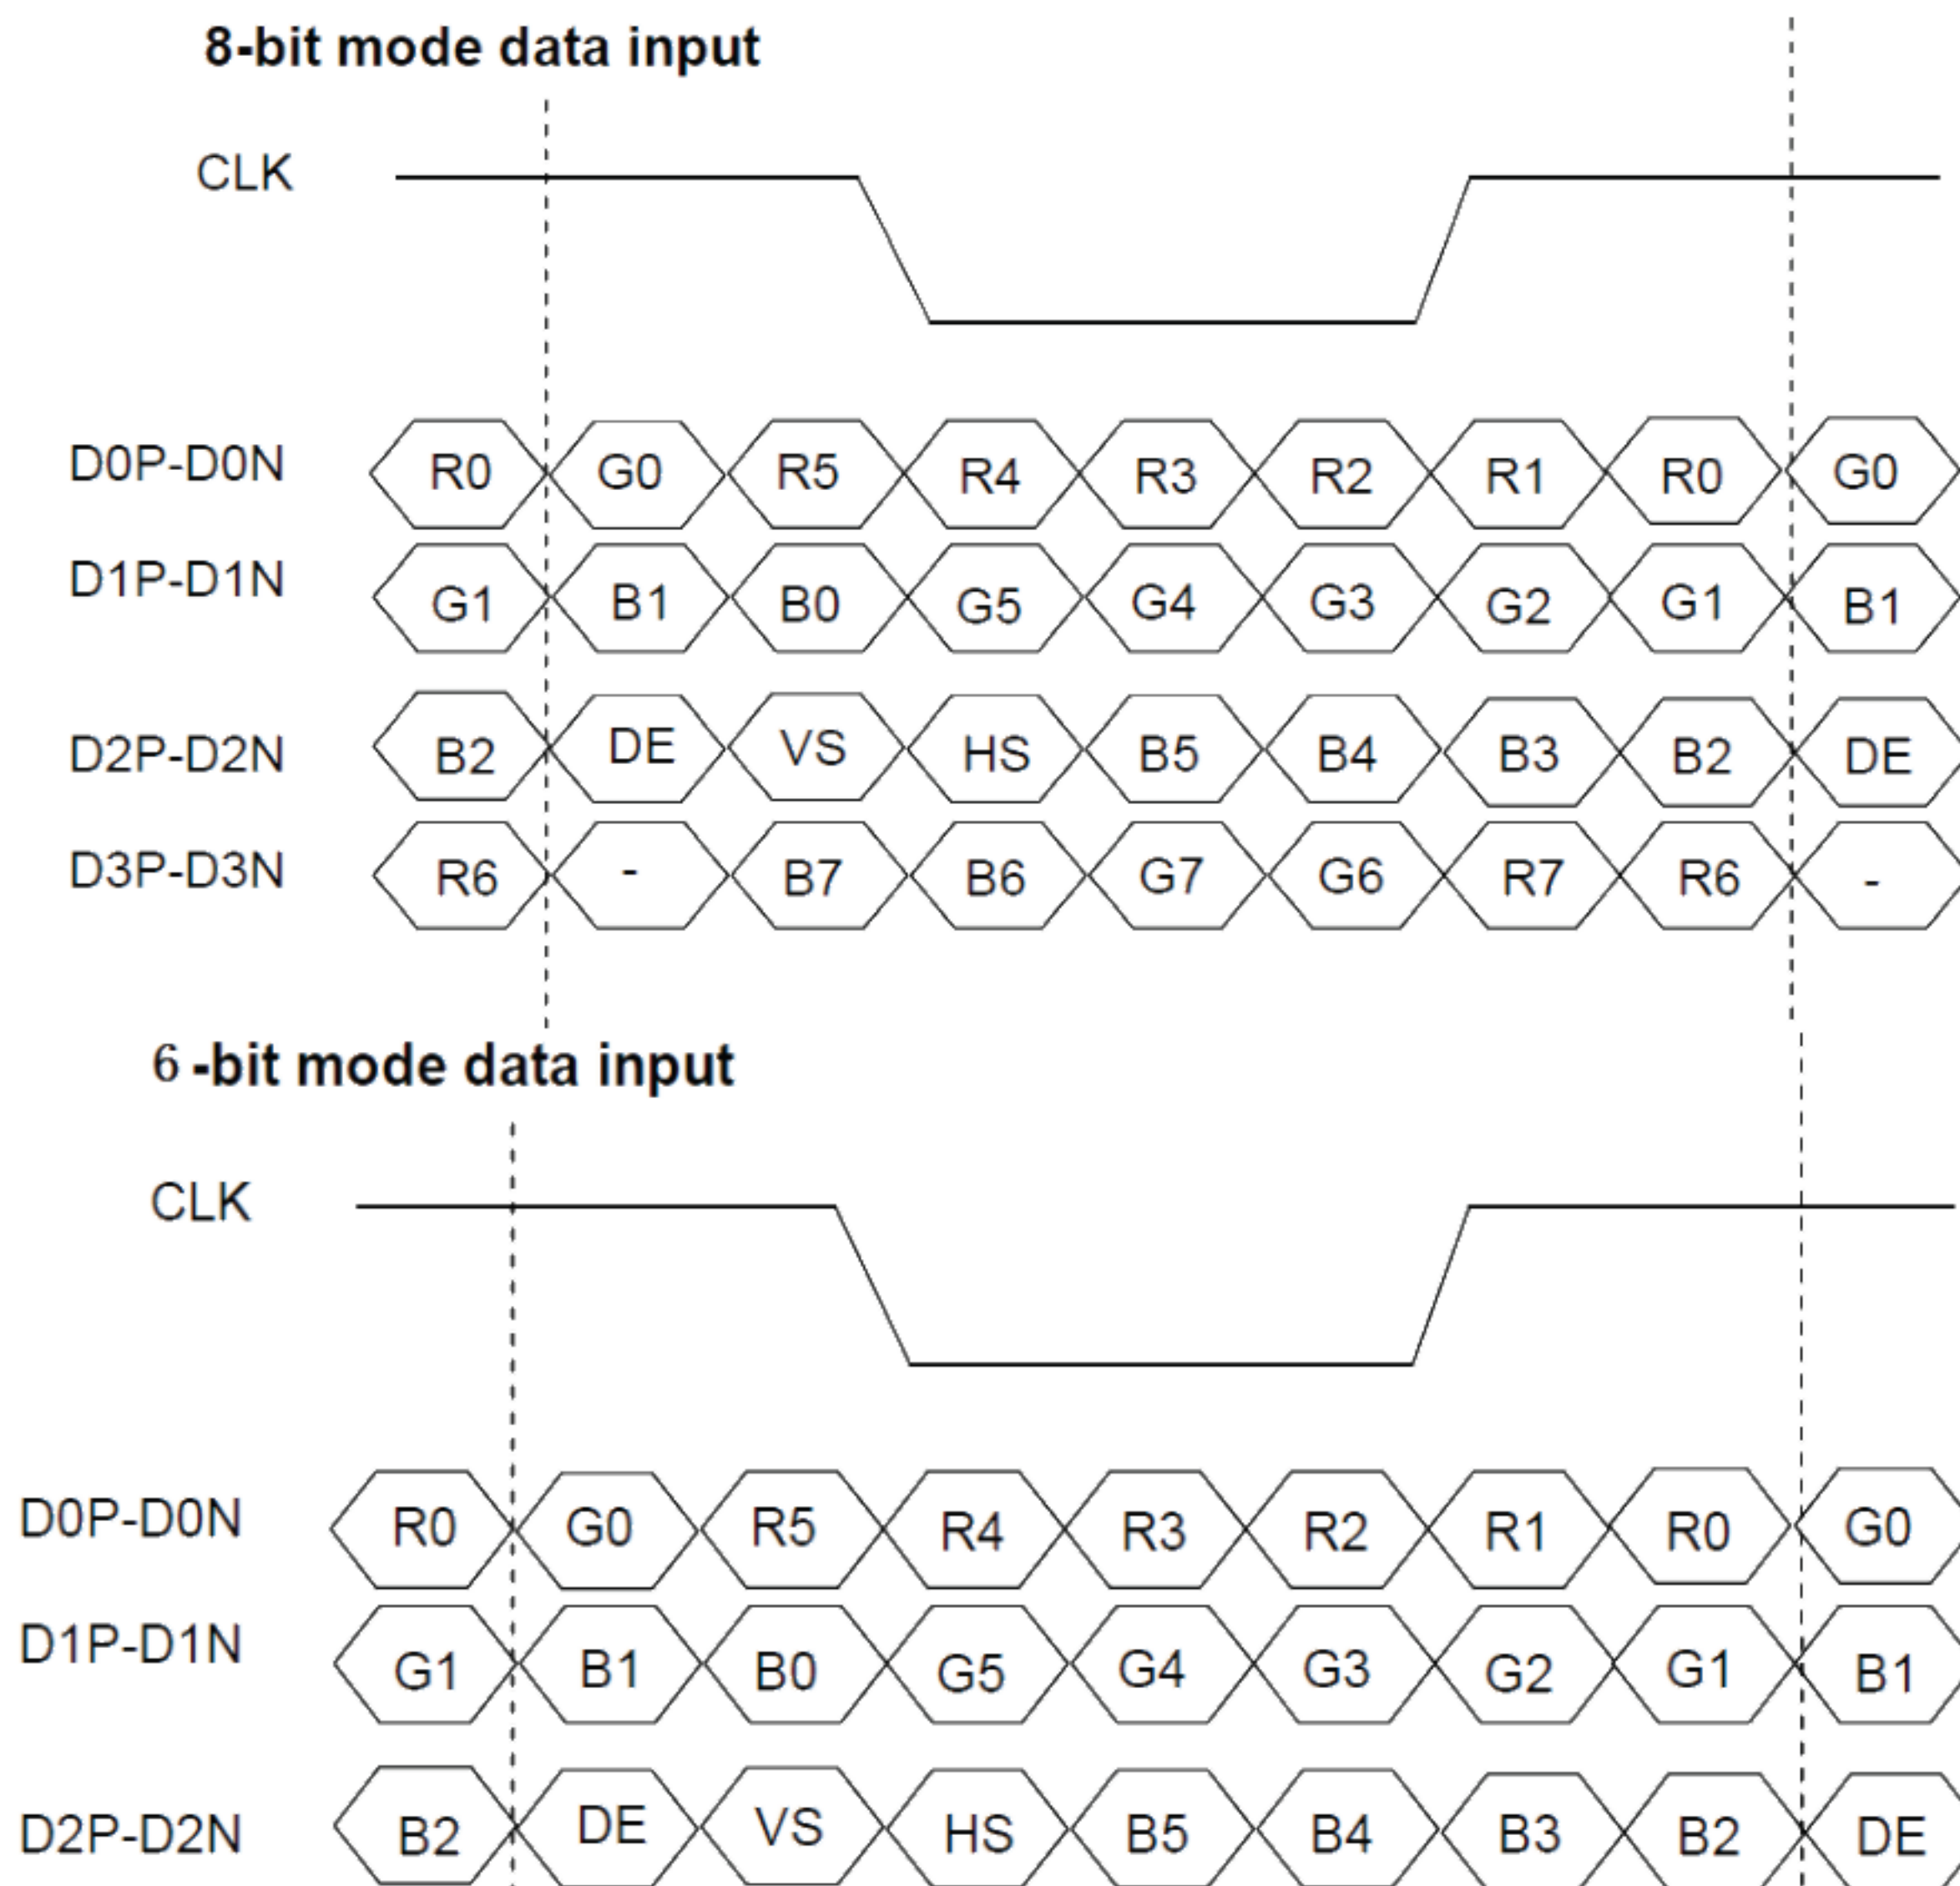 8-bit mode data input
CLK
D0P-D0N R0 G0 R5 R4 R3 R2 R1 R0 G0
D1P-D1N G1 B1 B0 G5 G4 G3 G2 G1 B1
D2P-D2N B2 DE VS HS B5 B4 B3 B2 DE
D3P-D3N R6 - B7 B6 G7 G6 R7 R6 -
6 -bit mode data input
CLK
D0P-D0N R0 G0 R5 R4 R3 R2 R1 R0 G0
D1P-D1N G1 B1 B0 G5 G4 G3 G2 G1 B1
D2P-D2N B2 DE VS HS B5 B4 B3 B2 DE